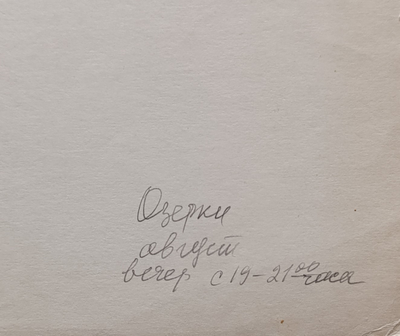 Озерки
август
вечер с 19-21⁰⁰ часа